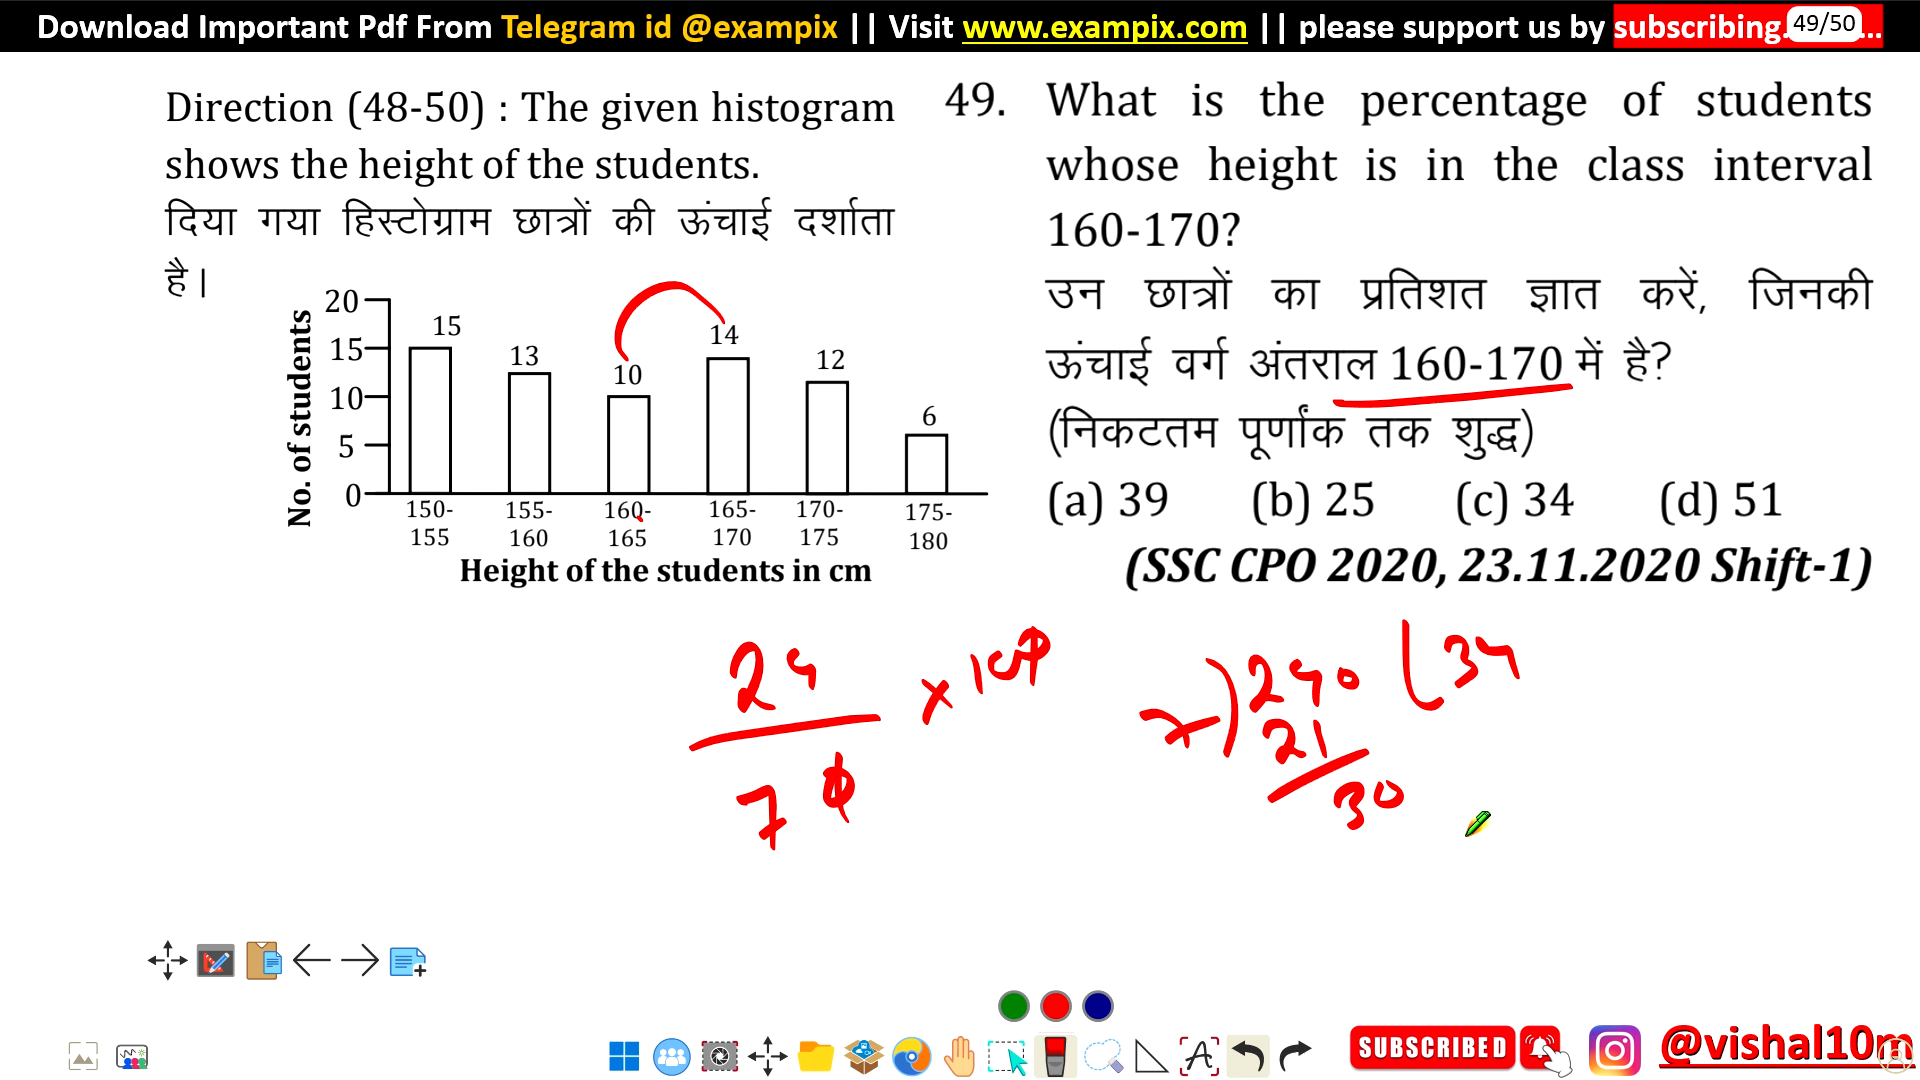 Download Important Pdf From Telegram id @exampix || Visit www.exampix.com || please support us by subscribing. 49/50 ...
Direction (48-50) : The given histogram
shows the height of the students.
दिया गया हिस्टोग्राम छात्रों की ऊंचाई दर्शाता
है।
No. of students
20
15
10
5
0
15
13
10
14
12
6
150-
155
155-
160
160-
165
165-
170
170-
175
175-
180
Height of the students in cm
49. What is the percentage of students
whose height is in the class interval
160-170?
उन छात्रों का प्रतिशत ज्ञात करें, जिनकी
ऊंचाई वर्ग अंतराल 160-170 में है?
(निकटतम पूर्णांक तक शुद्ध)
(a) 39 (b) 25 (c) 34 (d) 51
(SSC CPO 2020, 23.11.2020 Shift-1)
24
70
×100
7)240(34
21
30
SUBSCRIBED
@vishal10m